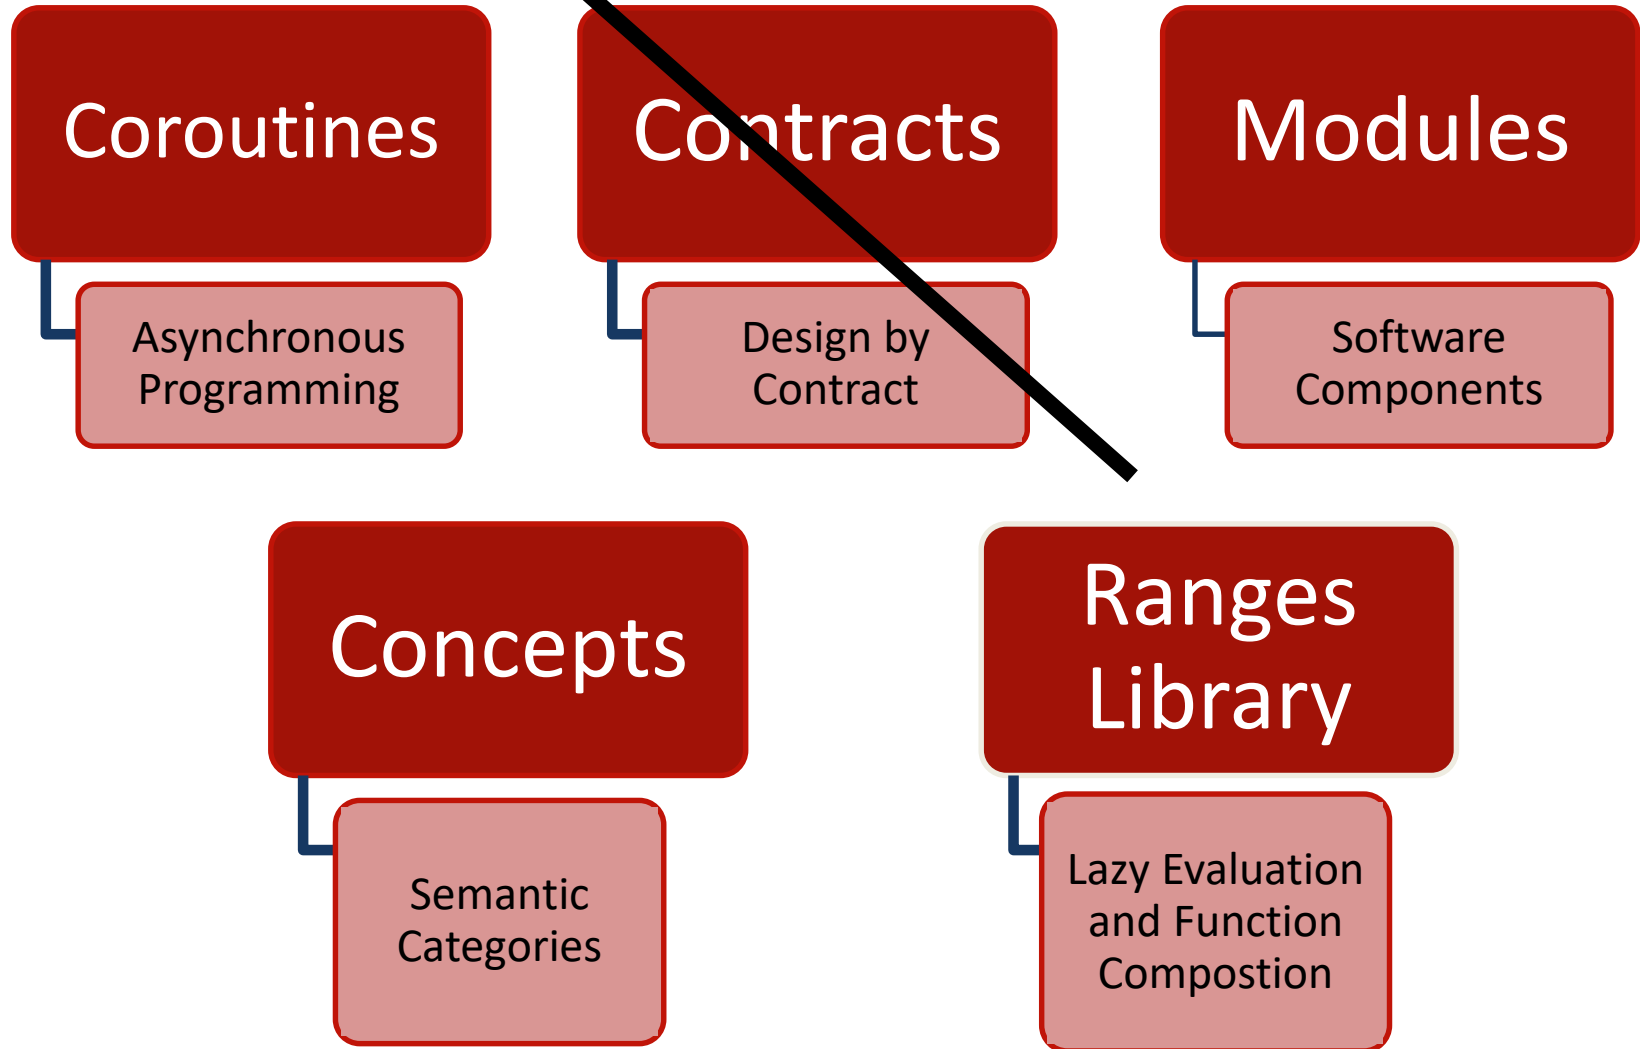 Coroutines
Asynchronous
Programming
Contracts
Design by
Contract
Modules
Software
Components
Concepts
Semantic
Categories
Ranges
Library
Lazy Evaluation
and Function
Compostion